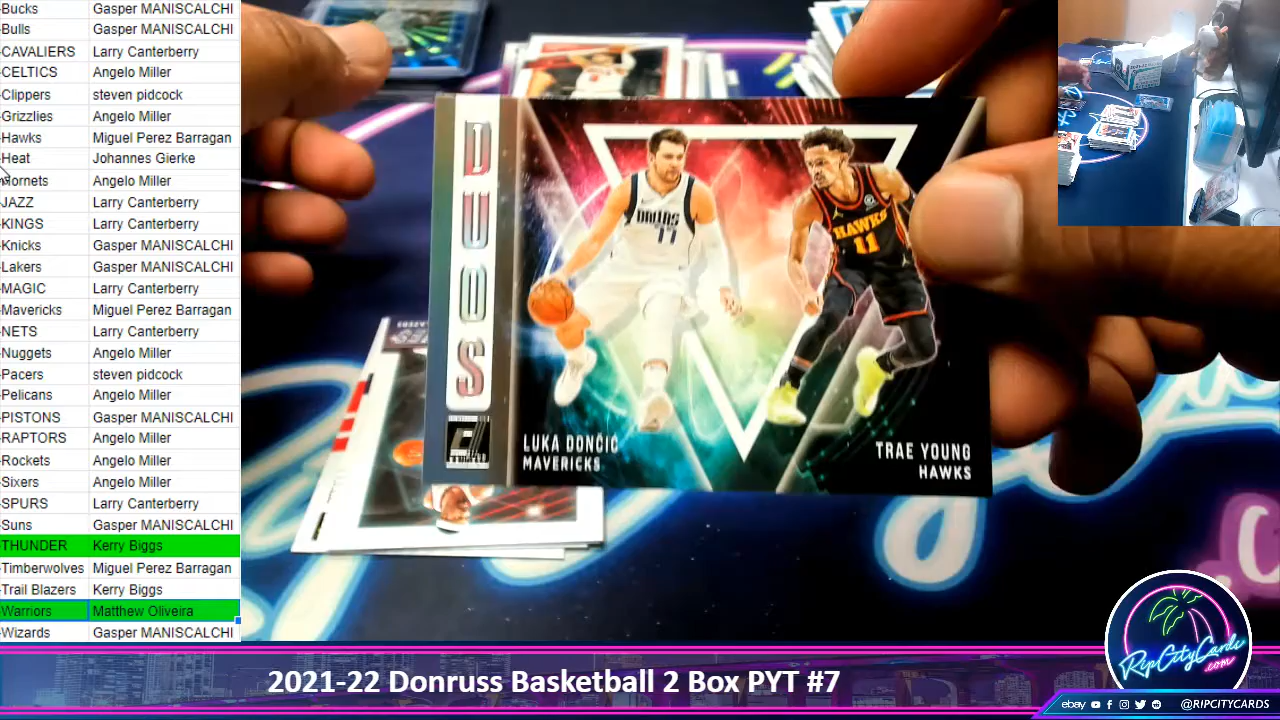 -Bucks Gasper MANISCALCHI
-Bulls Gasper MANISCALCHI
-CAVALIERS Larry Canterberry
-CELTICS Angelo Miller
-Clippers steven pidcock
-Grizzlies Angelo Miller
-Hawks Miguel Perez Barragan
-Heat Johannes Gierke
-Hornets Angelo Miller
-JAZZ Larry Canterberry
-KINGS Larry Canterberry
-Knicks Gasper MANISCALCHI
-Lakers Gasper MANISCALCHI
-MAGIC Larry Canterberry
-Mavericks Miguel Perez Barragan
-NETS Larry Canterberry
-Nuggets Angelo Miller
-Pacers steven pidcock
-Pelicans Angelo Miller
-PISTONS Gasper MANISCALCHI
-RAPTORS Angelo Miller
-Rockets Angelo Miller
-Sixers Angelo Miller
-SPURS Larry Canterberry
-Suns Gasper MANISCALCHI
-THUNDER Kerry Biggs
-Timberwolves Miguel Perez Barragan
-Trail Blazers Kerry Biggs
-Warriors Matthew Oliveira
-Wizards Gasper MANISCALCHI
DUOS
DALLAS
HAWKS
11
LUKA DONČIĆ
MAVERICKS
TRAE YOUNG
HAWKS
RipCityCards
.com
2021-22 Donruss Basketball 2 Box PYT #7
ebay @RIPCITYCARDS